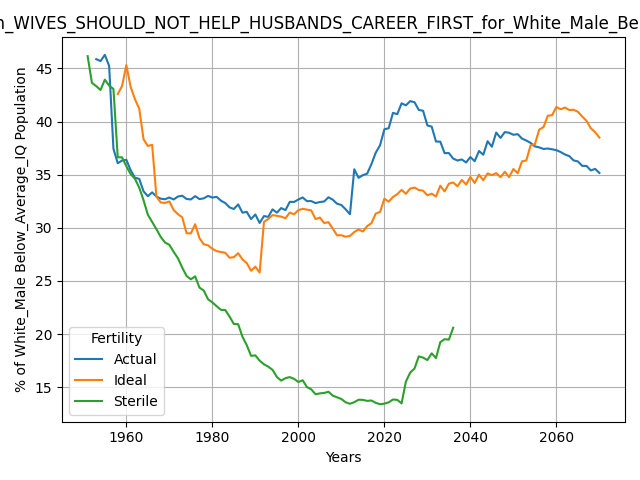 WIVES_SHOULD_NOT_HELP_HUSBANDS_CAREER_FIRST_for_White_Male_Be
% of White_Male Below_Average_IQ Population
45
40
35
30
25
20
15
Fertility
Actual
Ideal
Sterile
1960 1980 2000 2020 2040 2060
Years